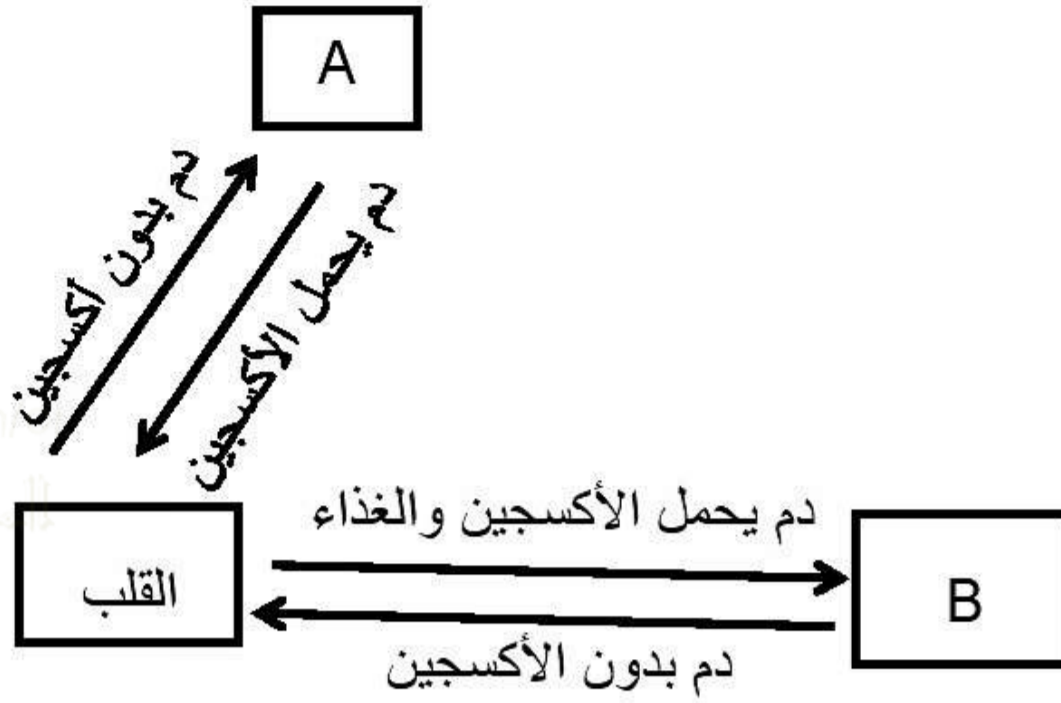 A
دم بدون أكسجين
دم يحمل الأكسجين
دم يحمل الأكسجين والغذاء
القلب
B
دم بدون الأكسجين